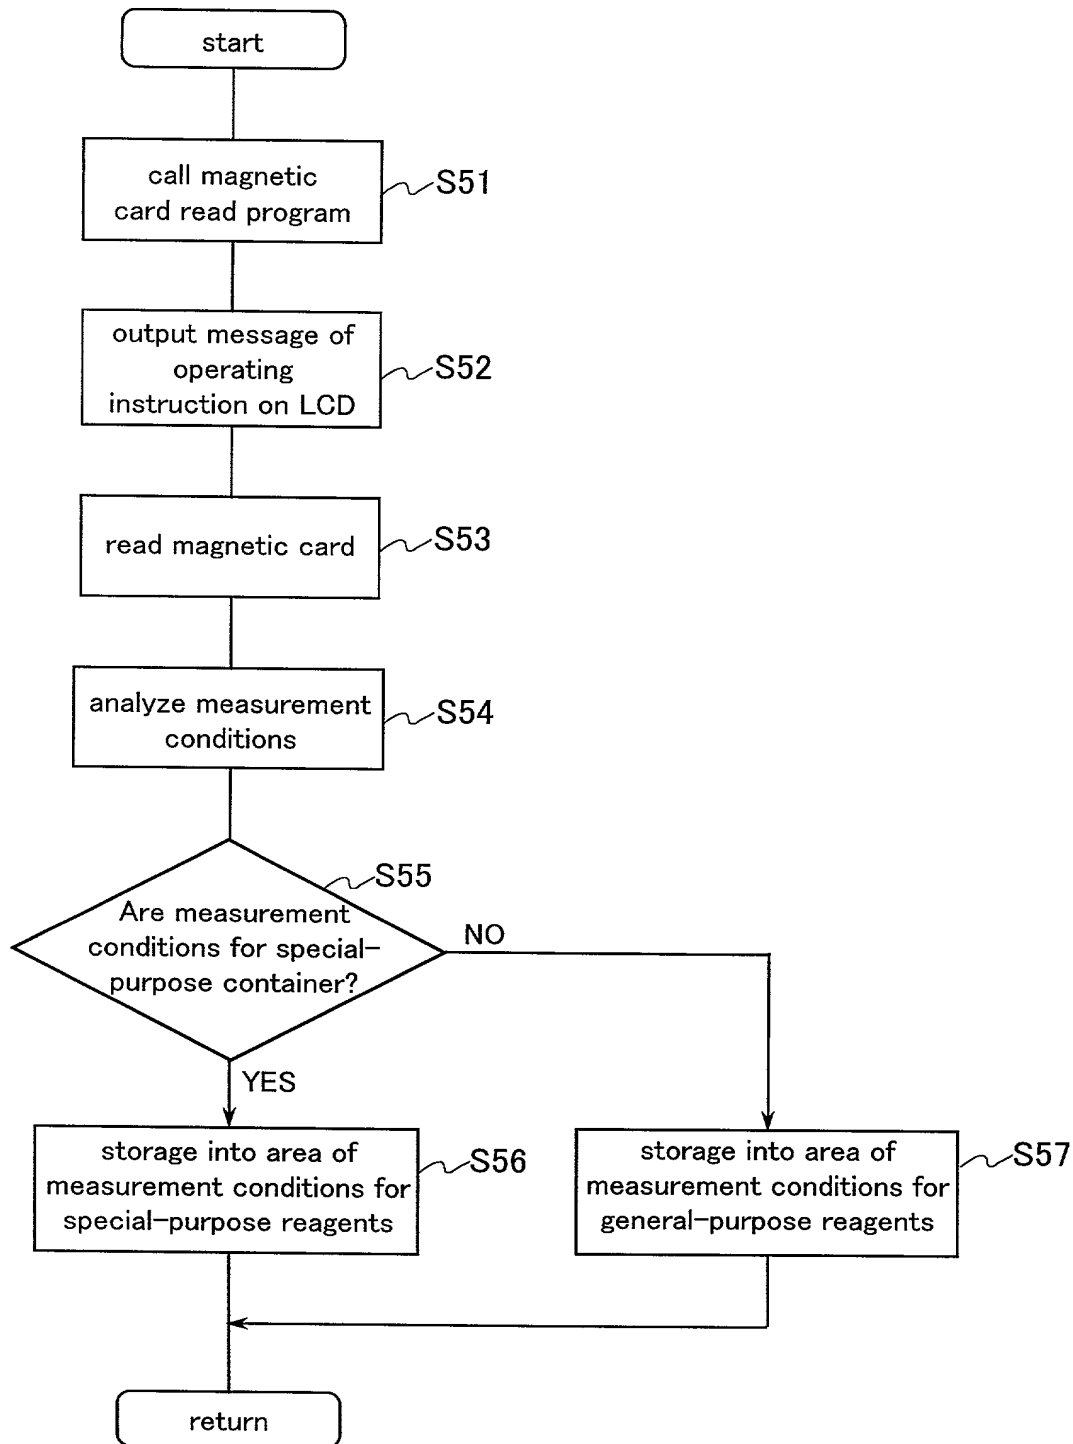 start
call magnetic
card read program
S51
output message of
operating
instruction on LCD
S52
read magnetic card
S53
analyze measurement
conditions
S54
S55
Are measurement
conditions for special-
purpose container?
NO
YES
storage into area of
measurement conditions for
special-purpose reagents
S56
storage into area of
measurement conditions for
general-purpose reagents
S57
return